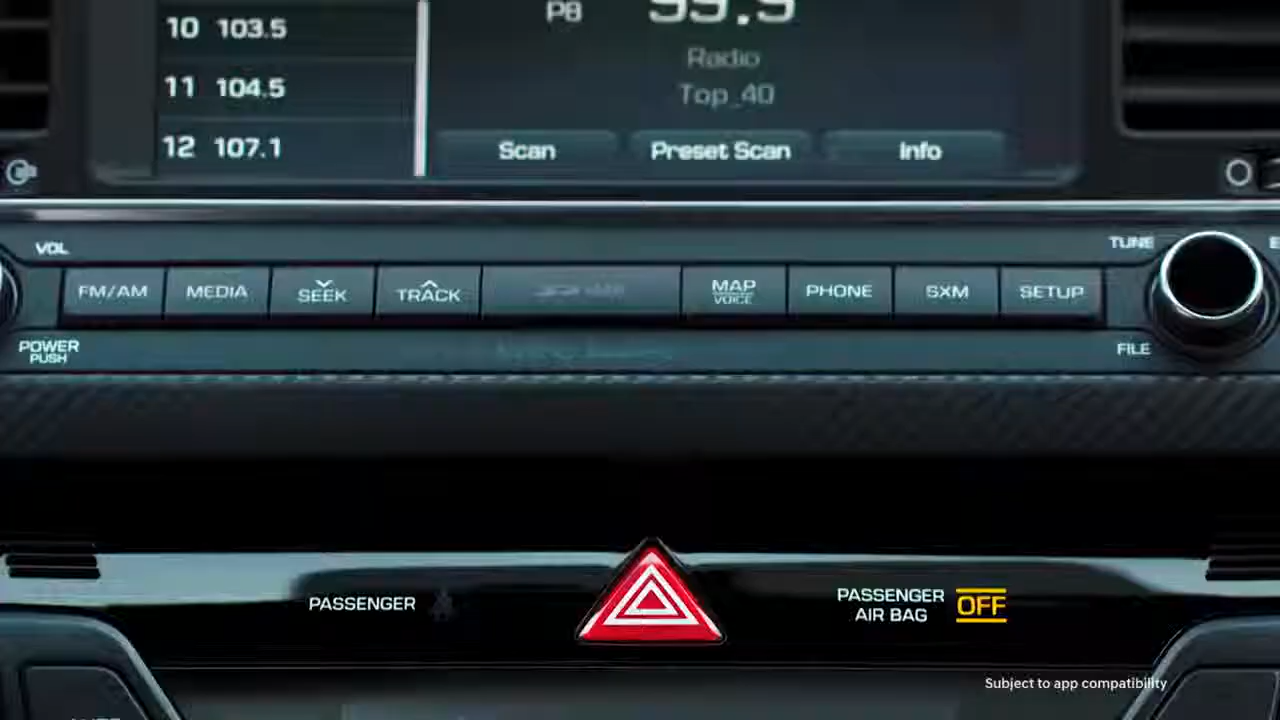 P8 99.9
10 103.5
Radio
11 104.5
Top_40
12 107.1
Scan
Preset Scan
Info
VOL
TUNE
FM/AM
MEDIA
SEEK
TRACK
MAP
VOICE
PHONE
SXM
SETUP
POWER
PUSH
FILE
PASSENGER
PASSENGER
AIR BAG
OFF
Subject to app compatibility